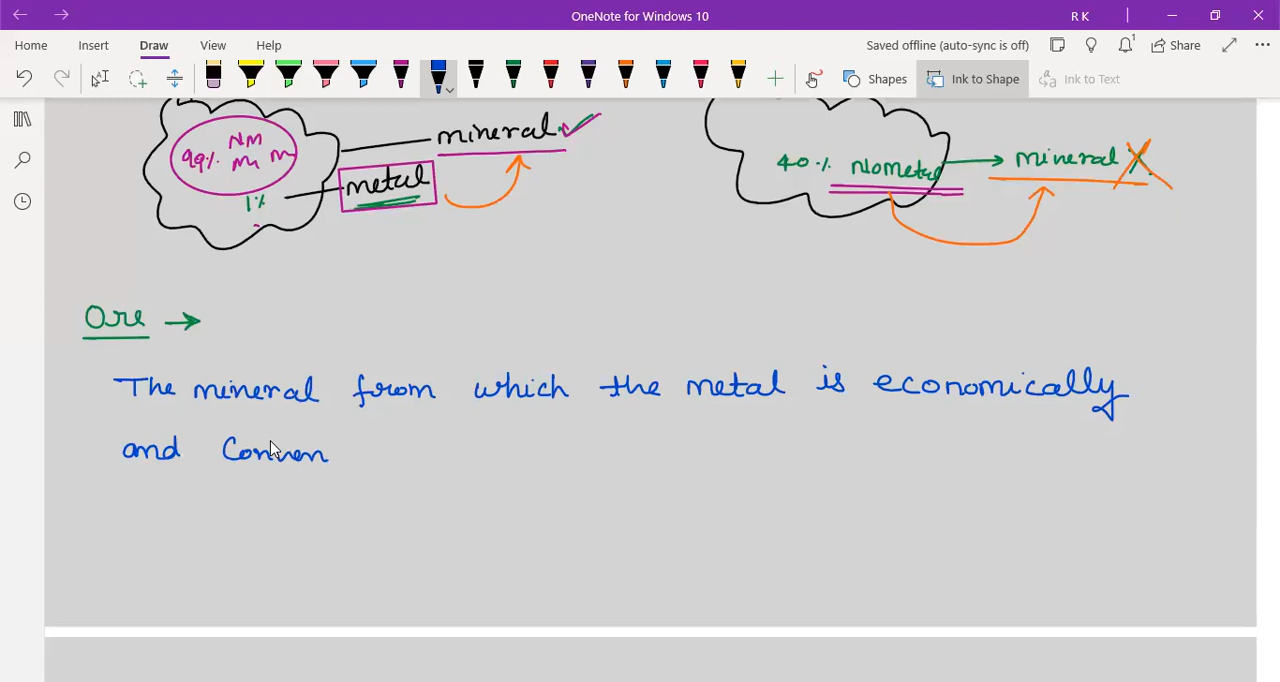 OneNote for Windows 10
R K
Home Insert Draw View Help
Saved offline (auto-sync is off)
Share
Shapes
Ink to Shape
Ink to Text
99% NM
M M
mineral
metal
1%
40% NIometal
mineral
Ore →
The mineral from which the metal is economically
and Conven